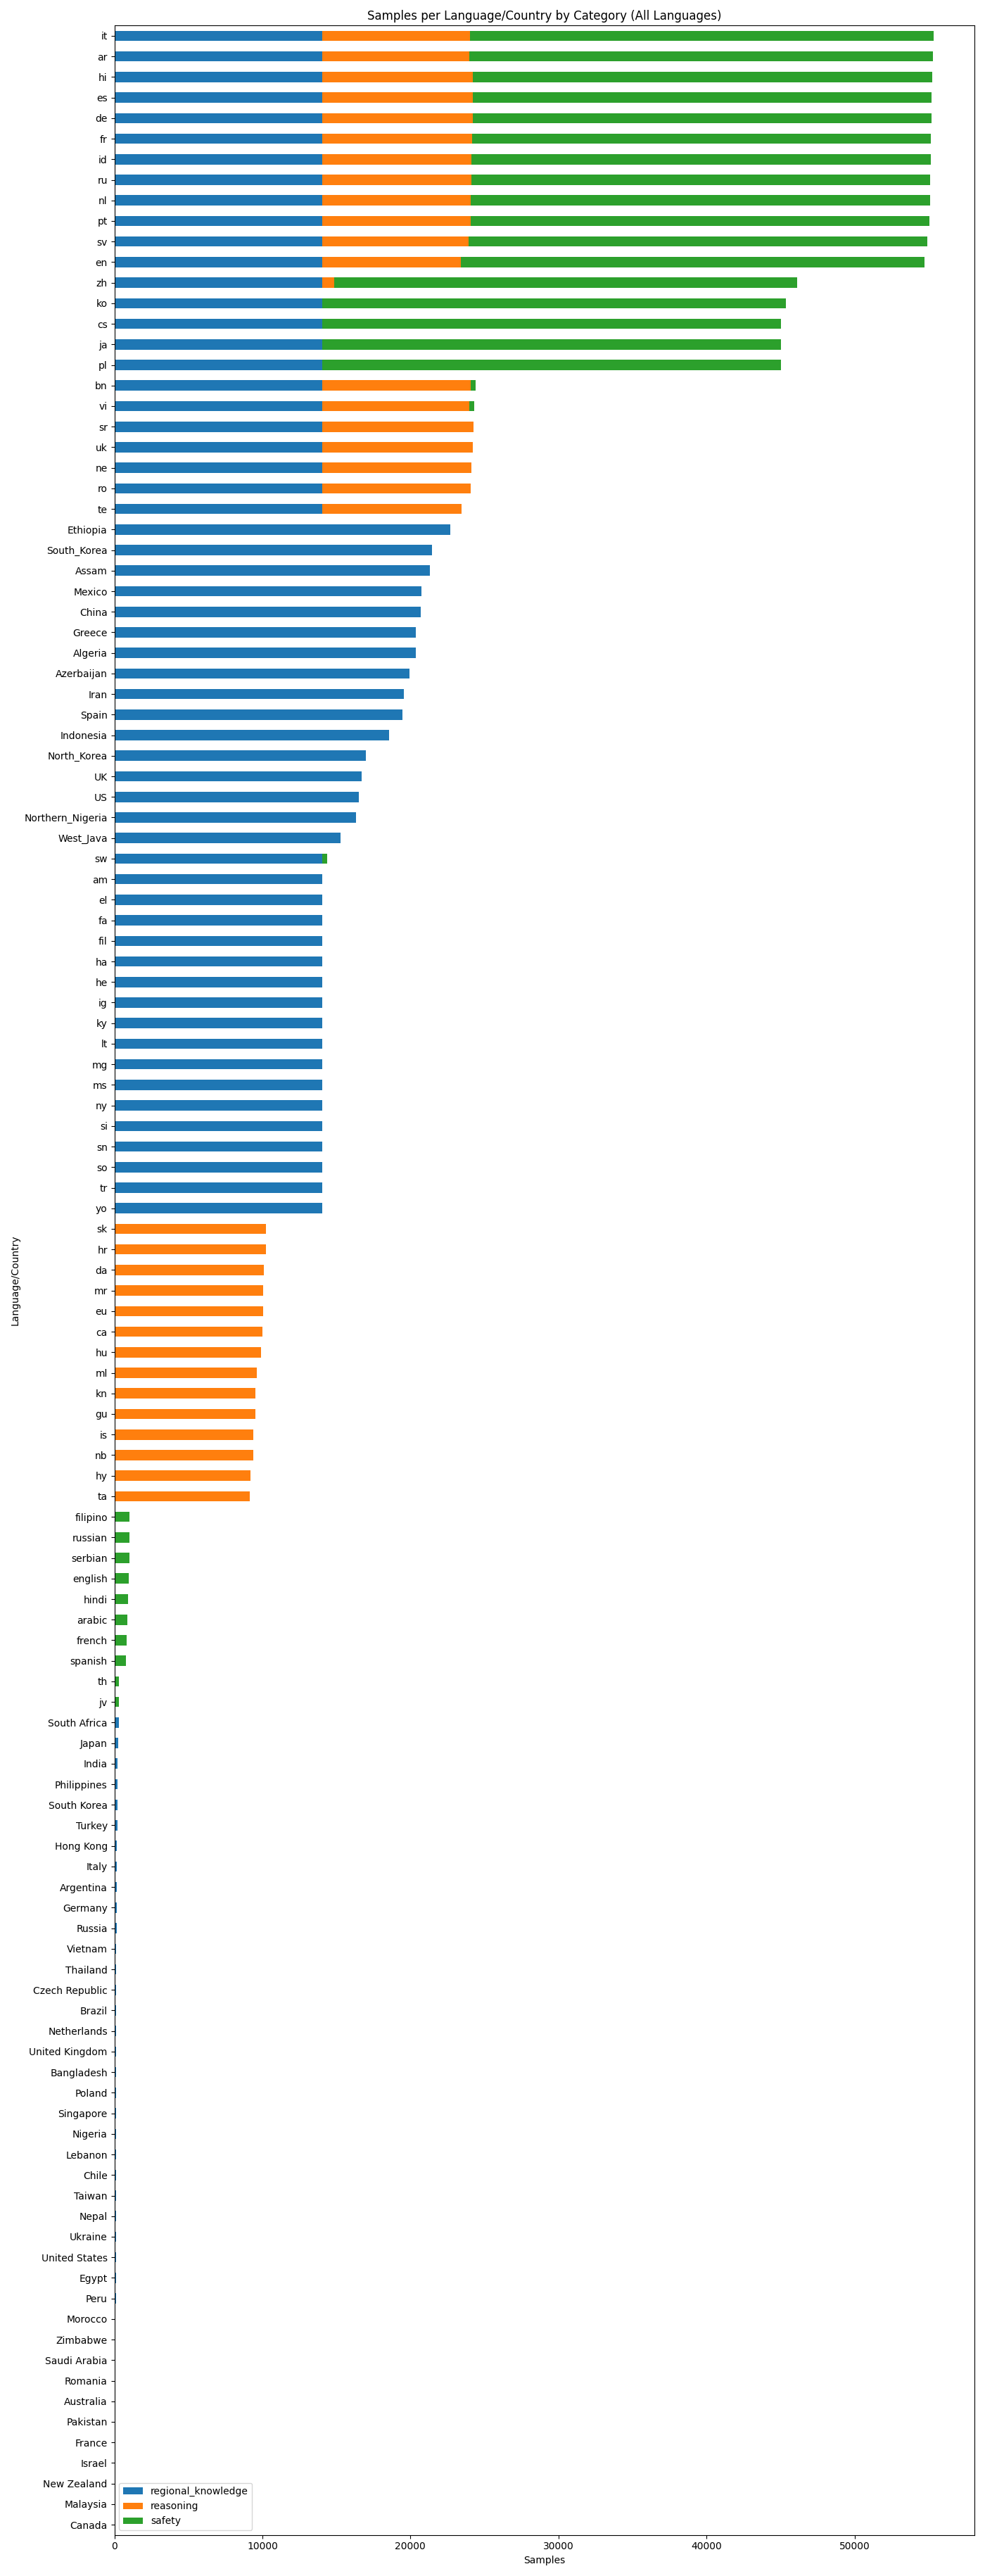 Samples per Language/Country by Category (All Languages)
it
ar
hi
es
de
fr
id
ru
nl
pt
sv
en
zh
ko
cs
ja
pl
bn
vi
sr
uk
ne
ro
te
Ethiopia
South_Korea
Assam
Mexico
China
Greece
Algeria
Azerbaijan
Iran
Spain
Indonesia
North_Korea
UK
US
Northern_Nigeria
West_Java
sw
am
el
fa
fil
ha
he
ig
ky
lt
mg
ms
ny
si
sn
so
tr
yo
sk
hr
da
mr
eu
ca
hu
ml
kn
gu
is
nb
hy
ta
filipino
russian
serbian
english
hindi
arabic
french
spanish
th
jv
South Africa
Japan
India
Philippines
South Korea
Turkey
Hong Kong
Italy
Argentina
Germany
Russia
Vietnam
Thailand
Czech Republic
Brazil
Netherlands
United Kingdom
Bangladesh
Poland
Singapore
Nigeria
Lebanon
Chile
Taiwan
Nepal
Ukraine
United States
Egypt
Peru
Morocco
Zimbabwe
Saudi Arabia
Romania
Australia
Pakistan
France
Israel
New Zealand
Malaysia
Canada
Language/Country
regional_knowledge
reasoning
safety
0 10000 20000 30000 40000 50000
Samples